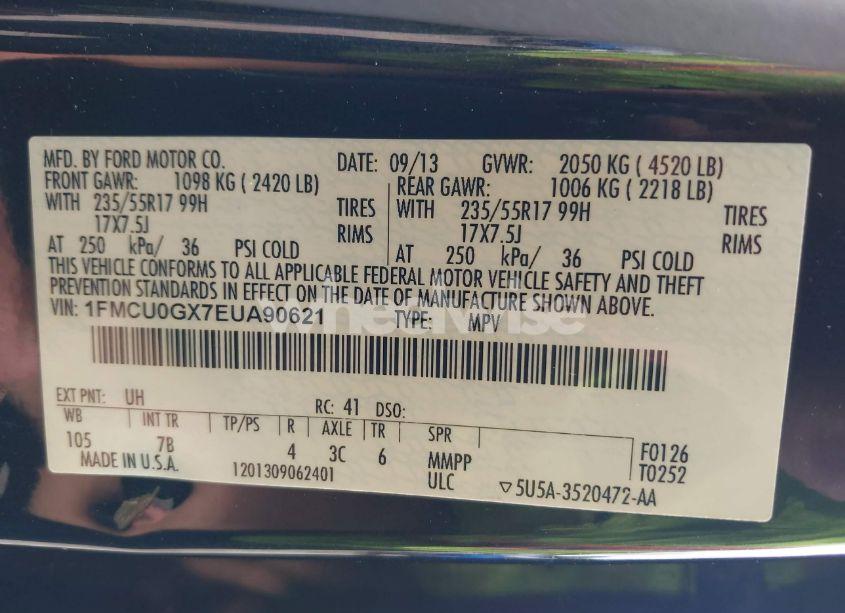 MFD. BY FORD MOTOR CO. DATE: 09/13 GVWR: 2050 KG ( 4520 LB)
FRONT GAWR: 1098 KG ( 2420 LB) REAR GAWR: 1006 KG ( 2218 LB)
WITH 235/55R17 99H TIRES WITH 235/55R17 99H TIRES
17X7.5J RIMS 17X7.5J RIMS
AT 250 kPa/ 36 PSI COLD AT 250 kPa/ 36 PSI COLD
THIS VEHICLE CONFORMS TO ALL APPLICABLE FEDERAL MOTOR VEHICLE SAFETY AND THEFT
PREVENTION STANDARDS IN EFFECT ON THE DATE OF MANUFACTURE SHOWN ABOVE.
VIN: 1FMCU0GX7EUA90621 TYPE: MPV
EXT PNT: UH RC: 41 DSO:
WB INT TR TP/PS R AXLE TR SPR
105 7B 4 3C 6 MMPP F0126
MADE IN U.S.A. 1201309062401 ULC T0252
▽5U5A-3520472-AA